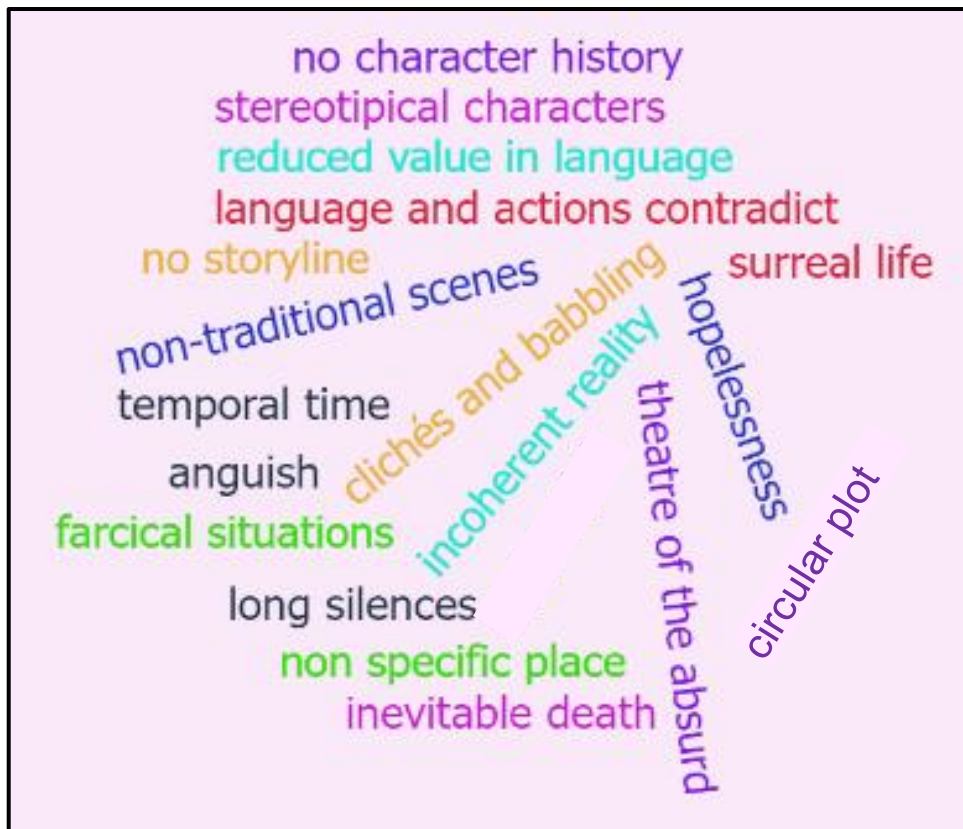 no character history
stereotipical characters
reduced value in language
language and actions contradict
no storyline
surreal life
non-traditional scenes
clichés and babbling
hopelessness
temporal time
incoherent reality
theatre of the absurd
anguish
circular plot
farcical situations
long silences
non specific place
inevitable death